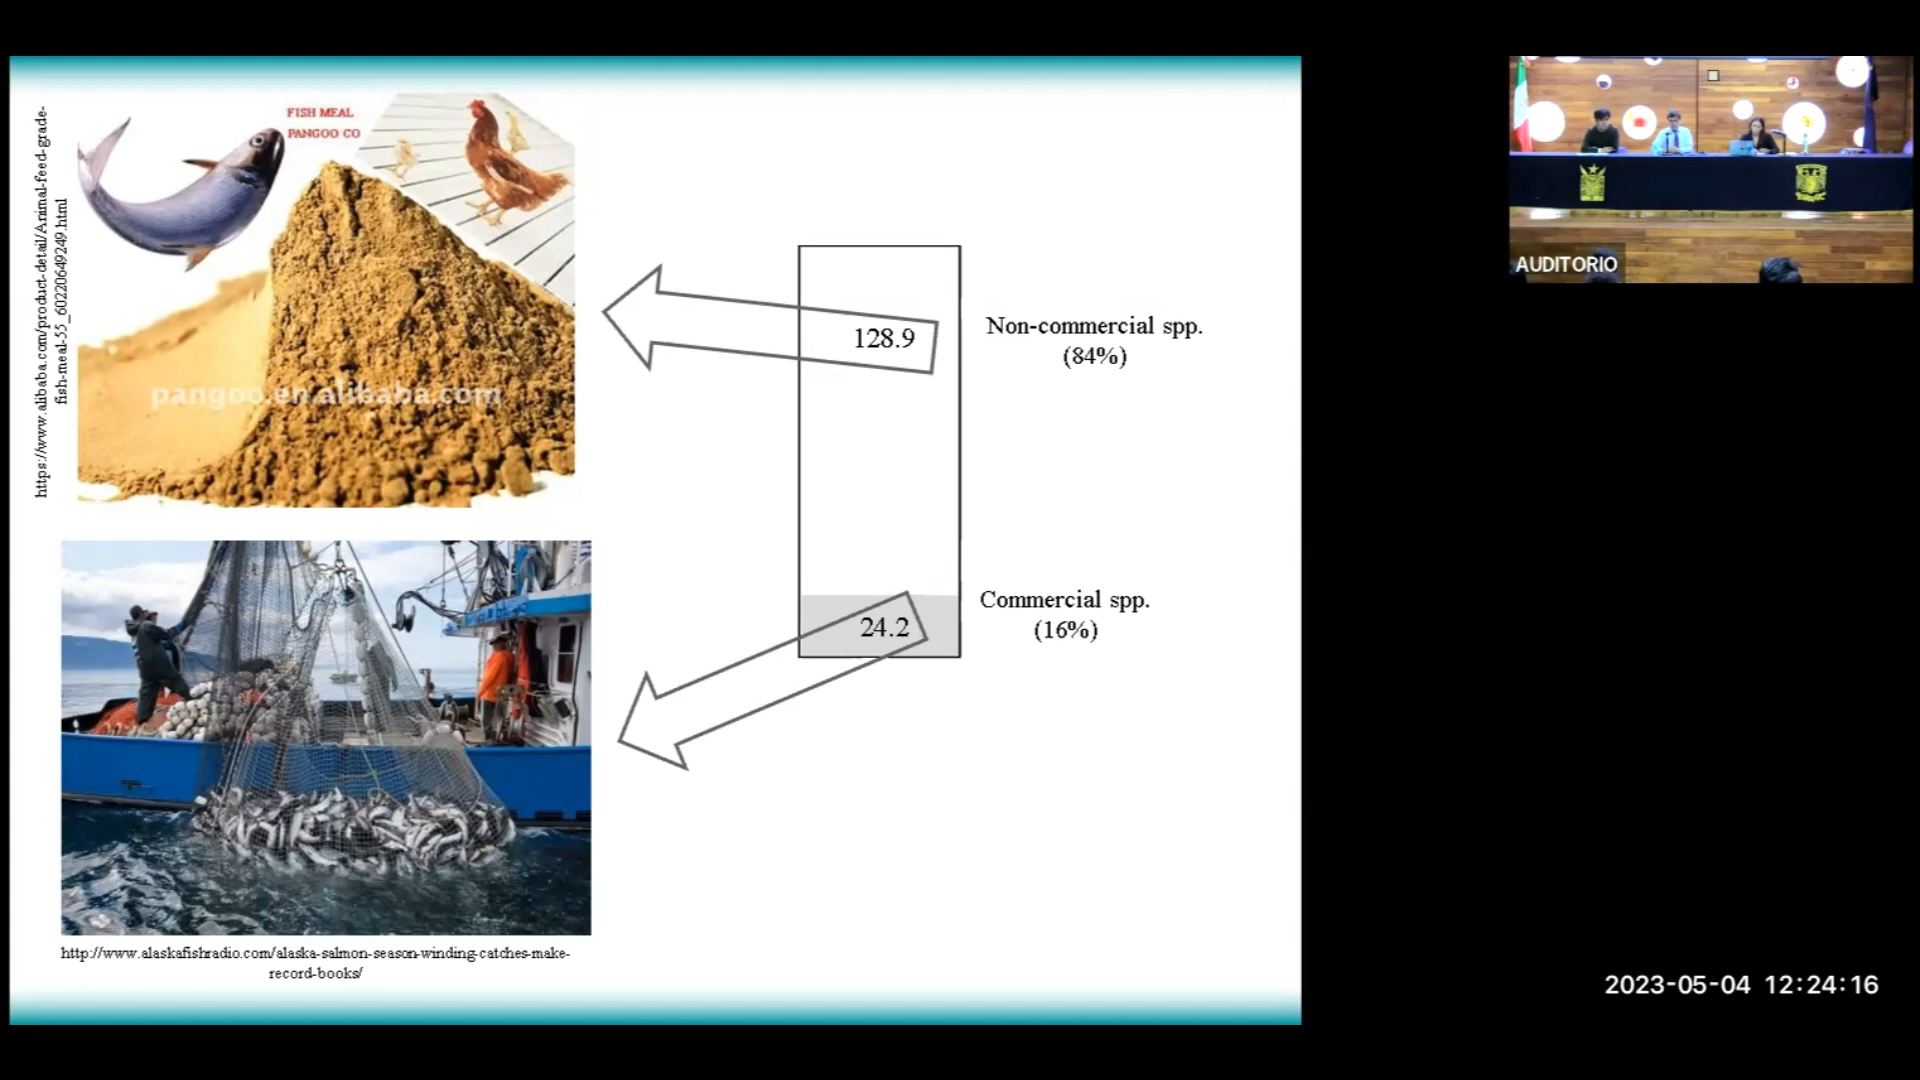 https://www.alibaba.com/product-detail/Animal-feed-grade-
fish-meal-55_60220649249.html
FISH MEAL
PANGOO CO
pangoo.en.alibaba.com
128.9
Non-commercial spp.
(84%)
Commercial spp.
(16%)
24.2
http://www.alaskafishradio.com/alaska-salmon-season-winding-catches-make-
record-books/
AUDITORIO
2023-05-04 12:24:16